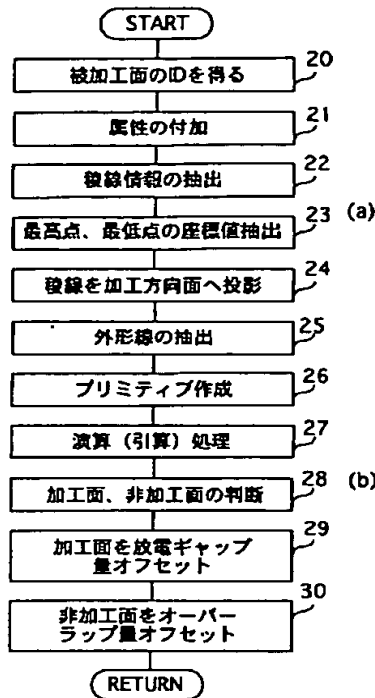 START
被加工面のIDを得る
20
属性の付加
21
稜線情報の抽出
22
最高点、最低点の座標値抽出
23
(a)
稜線を加工方向面へ投影
24
外形線の抽出
25
プリミティブ作成
26
演算(引算)処理
27
加工面、非加工面の判断
28
(b)
加工面を放電ギャップ
量オフセット
29
非加工面をオーバー
ラップ量オフセット
30
RETURN